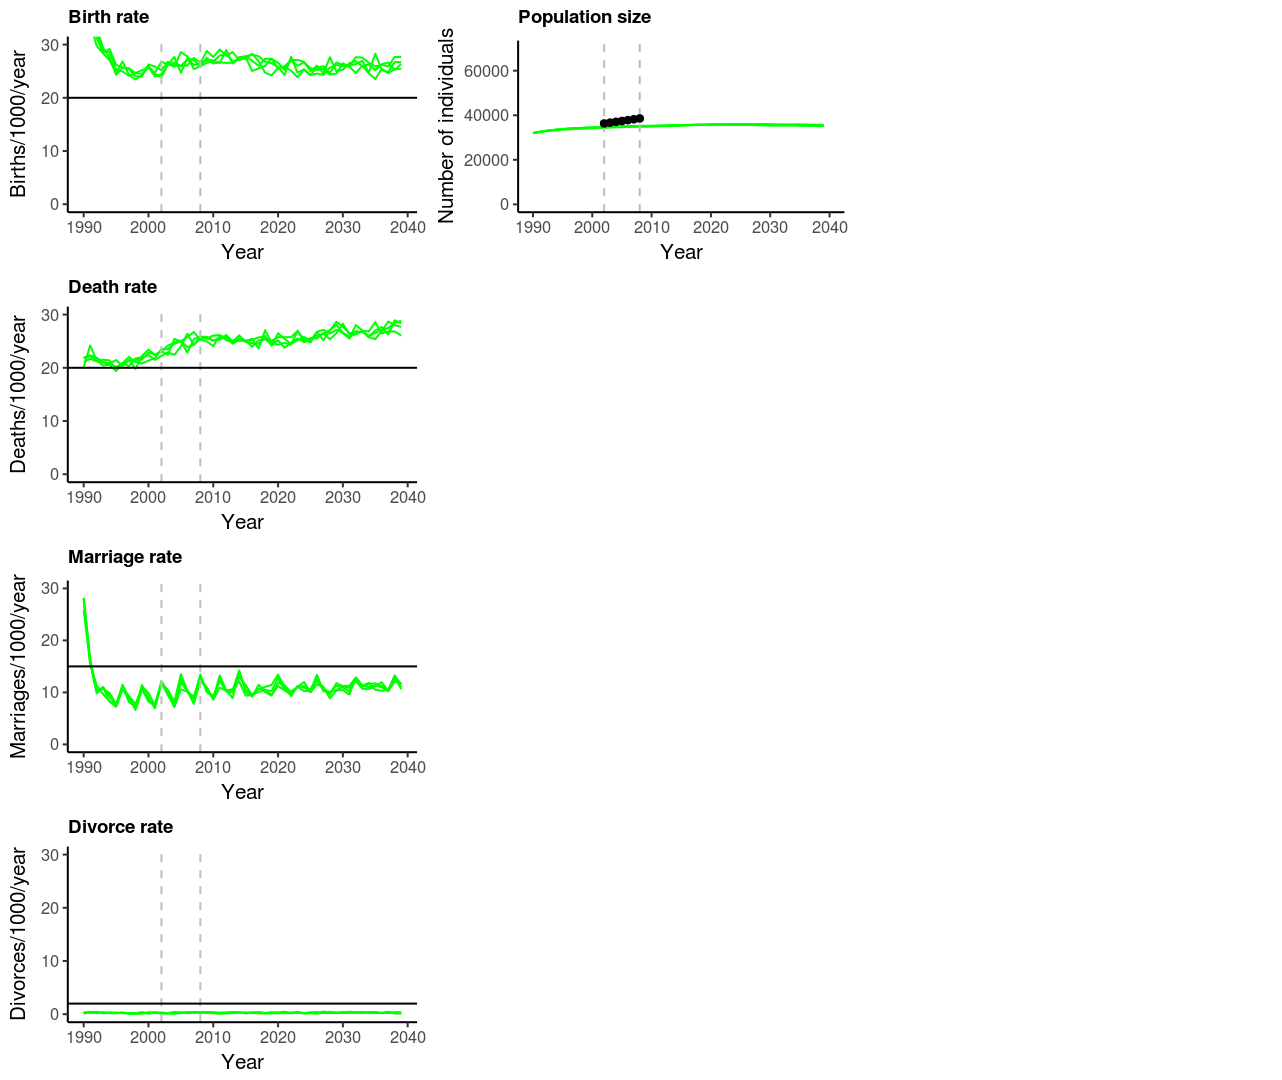 Birth rate
Births/1000/year
30
20
10
0
1990 2000 2010 2020 2030 2040
Year
Population size
Number of individuals
60000
40000
20000
0
1990 2000 2010 2020 2030 2040
Year
Death rate
Deaths/1000/year
30
20
10
0
1990 2000 2010 2020 2030 2040
Year
Marriage rate
Marriages/1000/year
30
20
10
0
1990 2000 2010 2020 2030 2040
Year
Divorce rate
Divorces/1000/year
30
20
10
0
1990 2000 2010 2020 2030 2040
Year